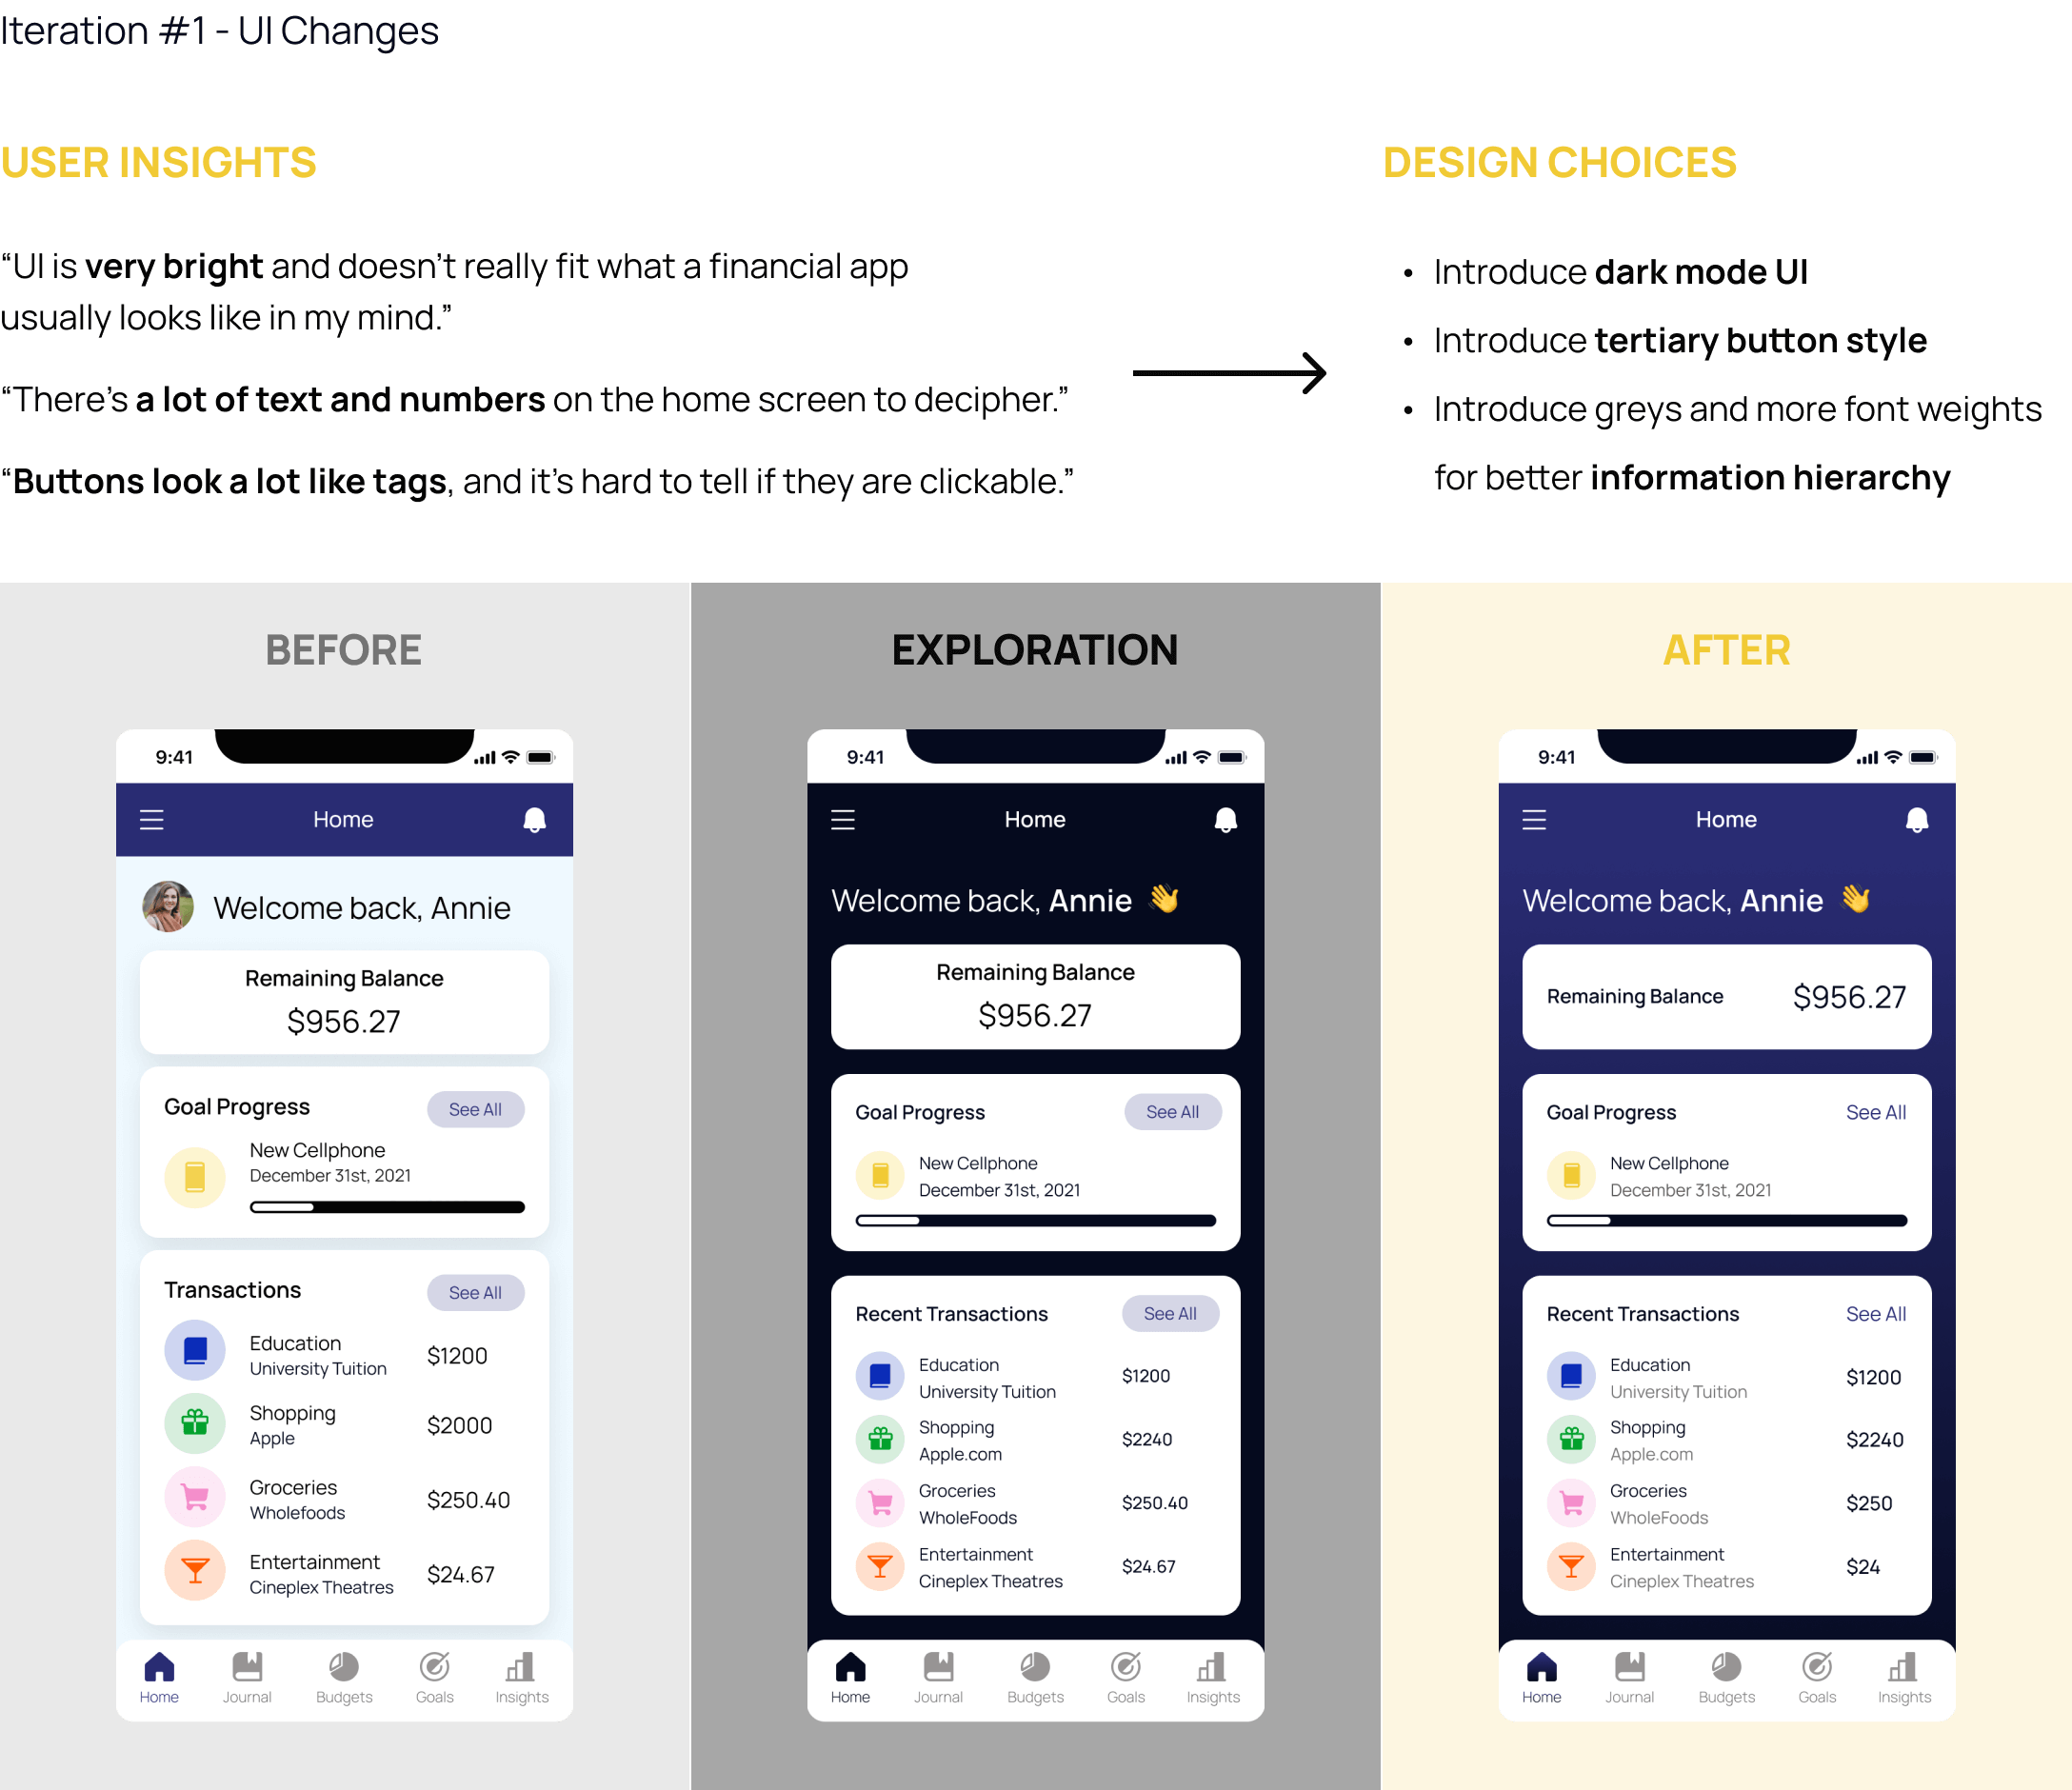 Iteration #1 - UI Changes
USER INSIGHTS
“UI is very bright and doesn’t really fit what a financial app
usually looks like in my mind.”
“There’s a lot of text and numbers on the home screen to decipher.”
“Buttons look a lot like tags, and it’s hard to tell if they are clickable.”
DESIGN CHOICES
• Introduce dark mode UI
• Introduce tertiary button style
• Introduce greys and more font weights
for better information hierarchy
BEFORE
9:41
Home
Welcome back, Annie
Remaining Balance
$956.27
Goal Progress See All
New Cellphone
December 31st, 2021
Transactions See All
Education
University Tuition
$1200
Shopping
Apple
$2000
Groceries
Wholefoods
$250.40
Entertainment
Cineplex Theatres
$24.67
Home Journal Budgets Goals Insights
EXPLORATION
9:41
Home
Welcome back, Annie 👋
Remaining Balance
$956.27
Goal Progress See All
New Cellphone
December 31st, 2021
Recent Transactions See All
Education
University Tuition
$1200
Shopping
Apple.com
$2240
Groceries
WholeFoods
$250.40
Entertainment
Cineplex Theatres
$24.67
Home Journal Budgets Goals Insights
AFTER
9:41
Home
Welcome back, Annie 👋
Remaining Balance $956.27
Goal Progress See All
New Cellphone
December 31st, 2021
Recent Transactions See All
Education
University Tuition
$1200
Shopping
Apple.com
$2240
Groceries
WholeFoods
$250
Entertainment
Cineplex Theatres
$24
Home Journal Budgets Goals Insights